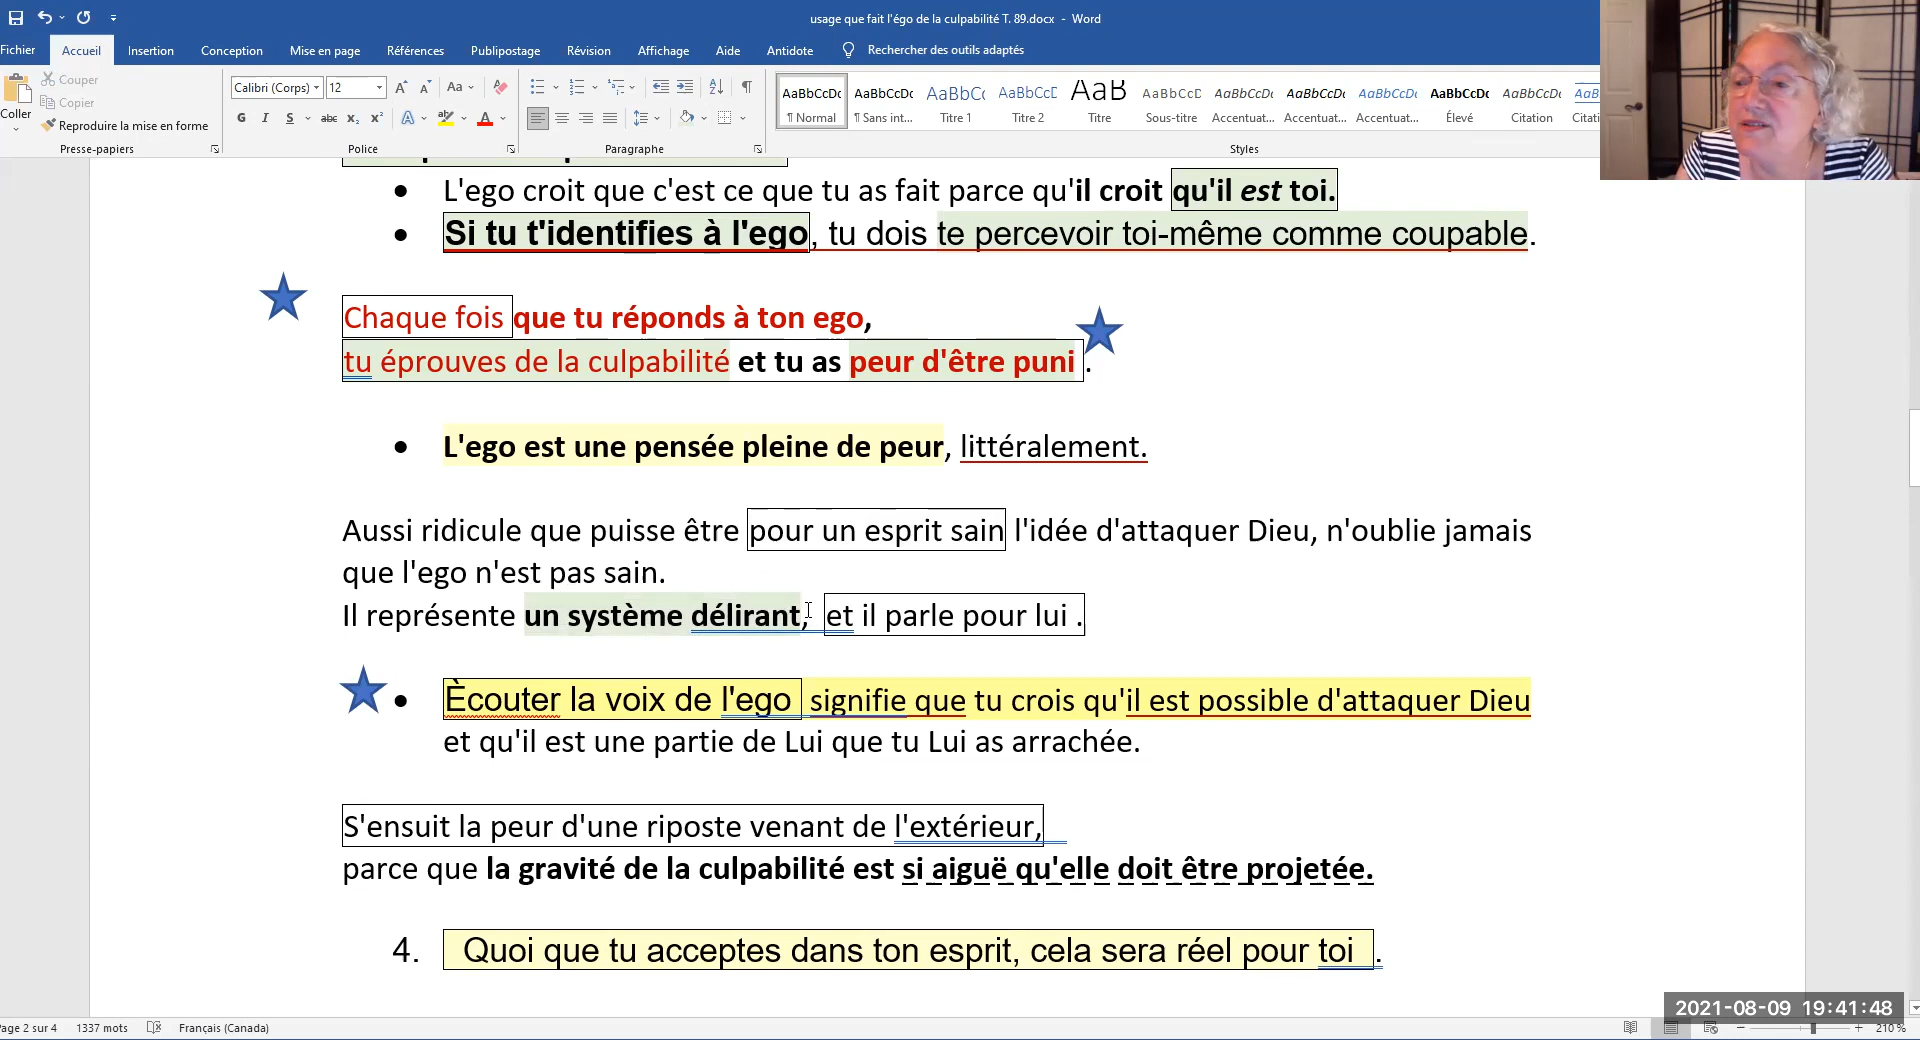 usage que fait l'égo de la culpabilité T. 89.docx - Word
Fichier Accueil Insertion Conception Mise en page Références Publipostage Révision Affichage Aide Antidote Rechercher des outils adaptés
Coller
Couper
Copier
Reproduire la mise en forme
Presse-papiers
Calibri (Corps) 12
Police
Paragraphe
AaBbCcDc AaBbCcDc AaBbCc AaBbCcD AaB AaBbCcD AaBbCcDc AaBbCcDc AaBbCcDc AaBbCcDc AaBbCcDc
¶ Normal ¶ Sans int... Titre 1 Titre 2 Titre Sous-titre Accentuat... Accentuat... Accentuat... Élevé Citation
Styles
L'ego croit que c'est ce que tu as fait parce qu'il croit qu'il est toi.
Si tu t'identifies à l'ego, tu dois te percevoir toi-même comme coupable.
Chaque fois que tu réponds à ton ego,
tu éprouves de la culpabilité et tu as peur d'être puni .
L'ego est une pensée pleine de peur, littéralement.
Aussi ridicule que puisse être pour un esprit sain l'idée d'attaquer Dieu, n'oublie jamais
que l'ego n'est pas sain.
Il représente un système délirant, et il parle pour lui .
Ècouter la voix de l'ego signifie que tu crois qu'il est possible d'attaquer Dieu
et qu'il est une partie de Lui que tu Lui as arrachée.
S'ensuit la peur d'une riposte venant de l'extérieur,
parce que la gravité de la culpabilité est si aiguë qu'elle doit être projetée.
4. Quoi que tu acceptes dans ton esprit, cela sera réel pour toi .
2021-08-09 19:41:48
Page 2 sur 4 1337 mots Français (Canada) 210 %